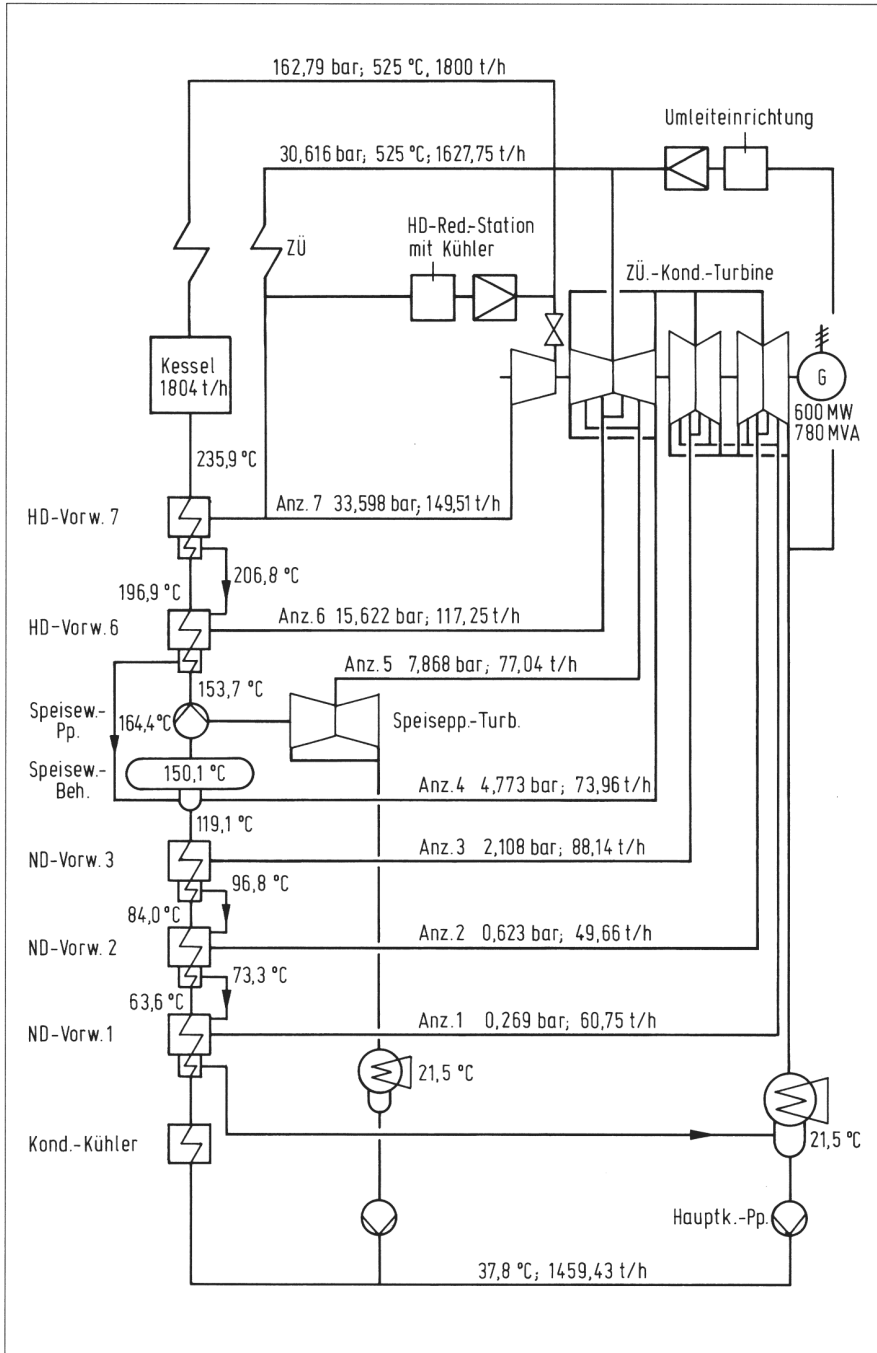 162,79 bar; 525 °C, 1800 t/h
Umleiteinrichtung
30,616 bar; 525 °C; 1627,75 t/h
HD-Red.-Station
mit Kühler
ZÜ
ZÜ.-Kond.-Turbine
Kessel
1804 t/h
G
600 MW
780 MVA
235,9 °C
HD-Vorw. 7
Anz. 7 33,598 bar; 149,51 t/h
206,8 °C
196,9 °C
HD-Vorw. 6
Anz. 6 15,622 bar; 117,25 t/h
Anz. 5 7,868 bar; 77,04 t/h
153,7 °C
Speisew.-
Pp.
164,4 °C
Speisepp.-Turb.
Speisew.-
Beh.
150,1 °C
Anz. 4 4,773 bar; 73,96 t/h
119,1 °C
ND-Vorw. 3
Anz. 3 2,108 bar; 88,14 t/h
96,8 °C
84,0 °C
ND-Vorw. 2
Anz. 2 0,623 bar; 49,66 t/h
73,3 °C
63,6 °C
ND-Vorw. 1
Anz. 1 0,269 bar; 60,75 t/h
21,5 °C
Kond.-Kühler
21,5 °C
Hauptk.-Pp.
37,8 °C; 1459,43 t/h